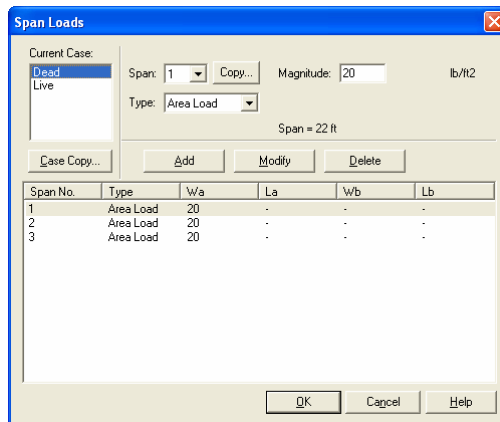 Span Loads
Current Case:
Dead
Live
Span: 1 Copy... Magnitude: 20 lb/ft2
Type: Area Load
Span = 22 ft
Case Copy... Add Modify Delete
Span No. Type Wa La Wb Lb
1 Area Load 20 - - -
2 Area Load 20 - - -
3 Area Load 20 - - -
OK Cancel Help